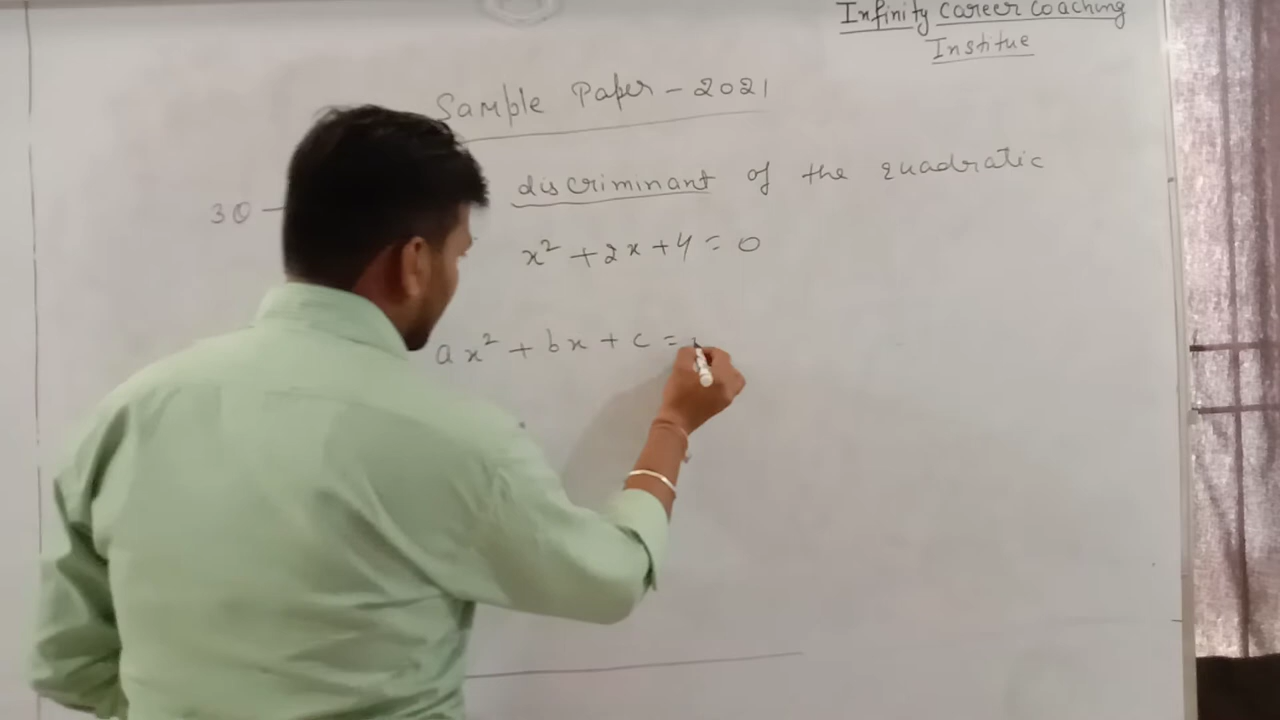 Infinity Career Coaching
Institue
Sample Paper - 2021
30 - discriminant of the quadratic
x² + 2x + 4 = 0
ax² + bx + c =